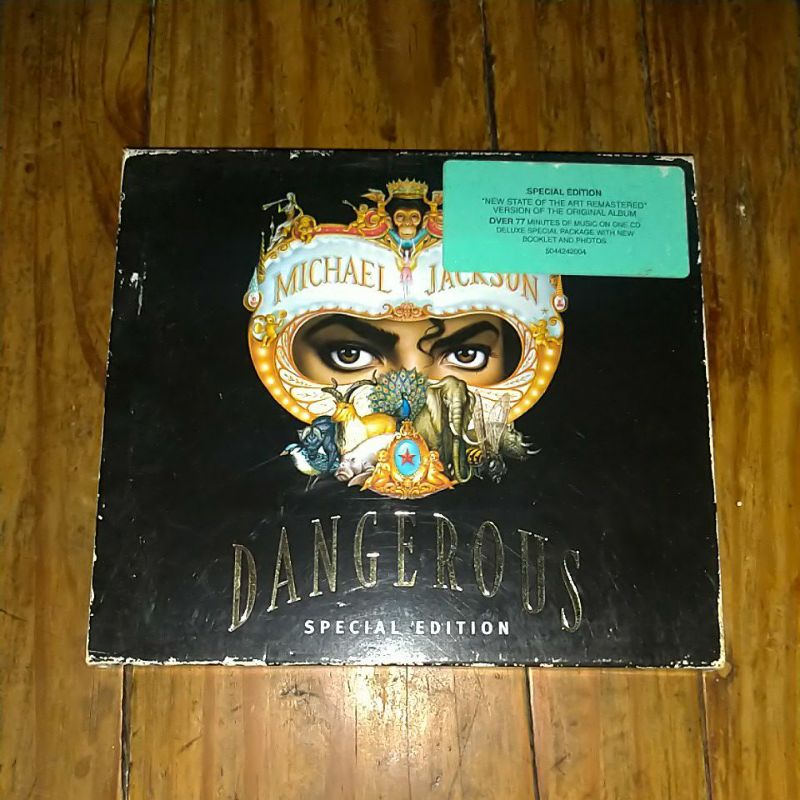 SPECIAL EDITION
"NEW STATE OF THE ART REMASTERED"
VERSION OF THE ORIGINAL ALBUM
OVER 77 MINUTES OF MUSIC ON ONE CD
DELUXE SPECIAL PACKAGE WITH NEW
BOOKLET AND PHOTOS
5044242004
MICHAEL JACKSON
DANGEROUS
SPECIAL EDITION